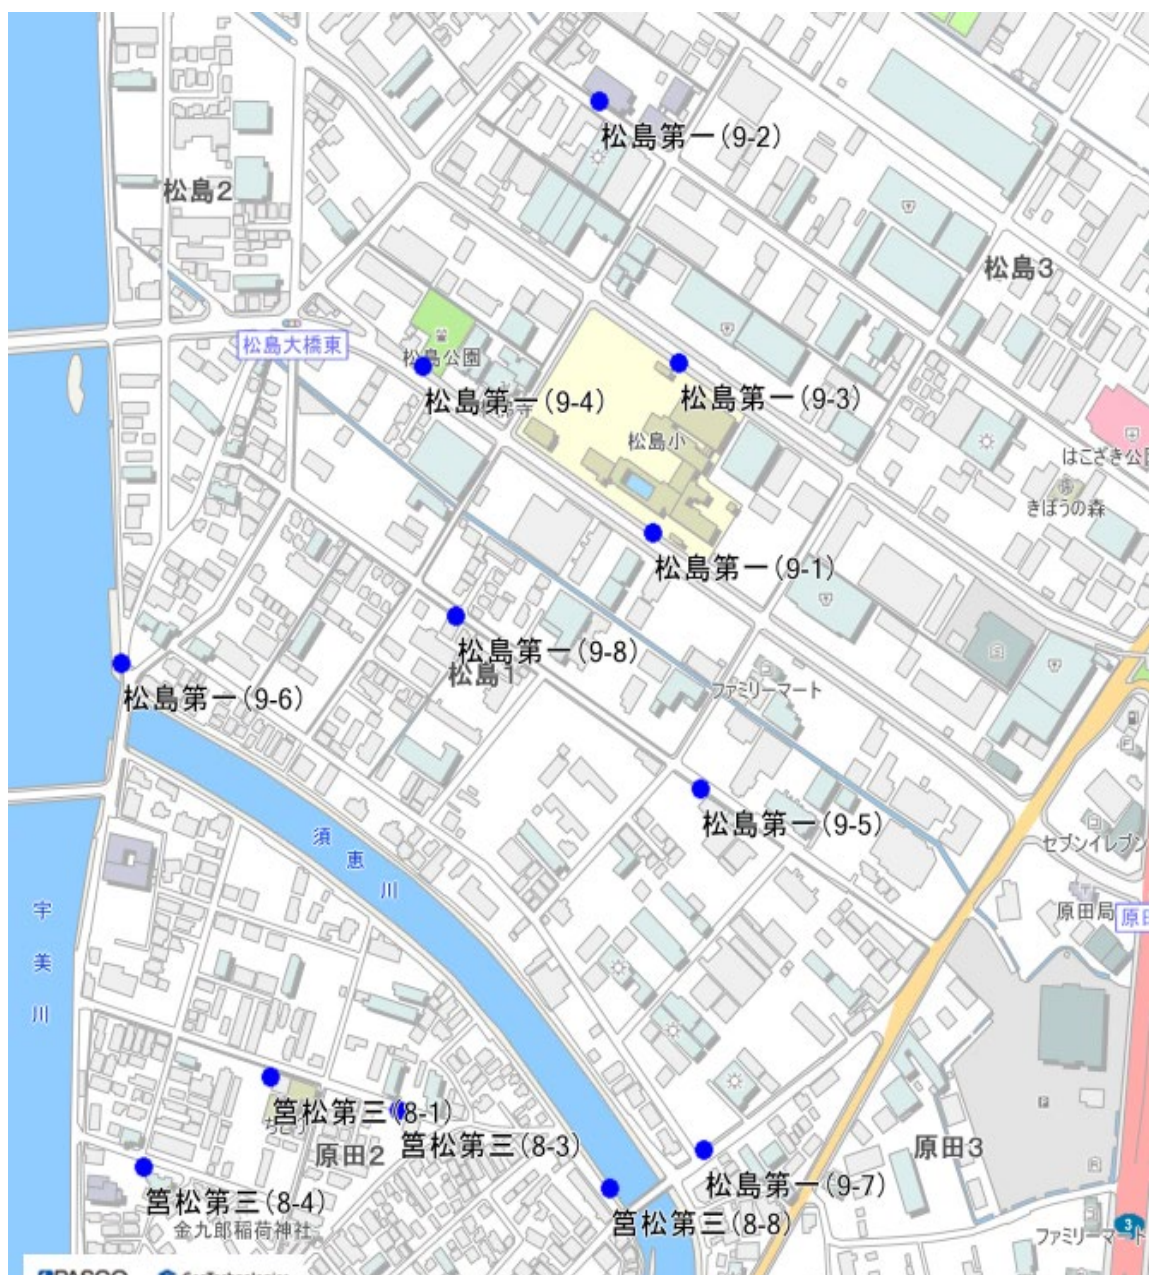 松島第一(9-2)
松島2
松島3
松島大橋東
松島公園
松島第一(9-4)
松島第一(9-3)
松島小
はこざき公
きぼうの森
松島第一(9-1)
松島第一(9-8)
松島1
ファミリーマート
松島第一(9-6)
松島第一(9-5)
セブンイレブン
須恵川
原田局
原田
宇美川
筥松第三(8-1)
筥松第三(8-3)
原田2
原田3
松島第一(9-7)
筥松第三(8-4)
筥松第三(8-8)
金九郎稲荷神社
3
ファミリーマート